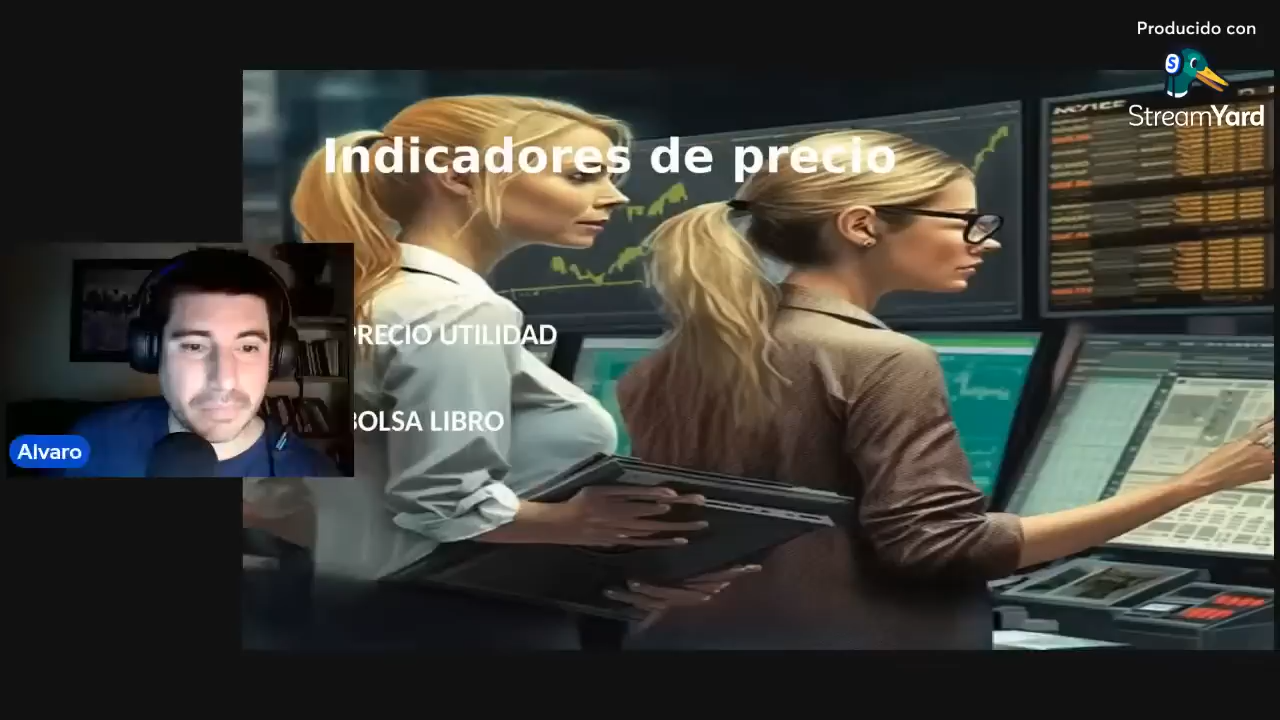 Producido con
StreamYard
Indicadores de precio
PRECIO UTILIDAD
BOLSA LIBRO
Alvaro